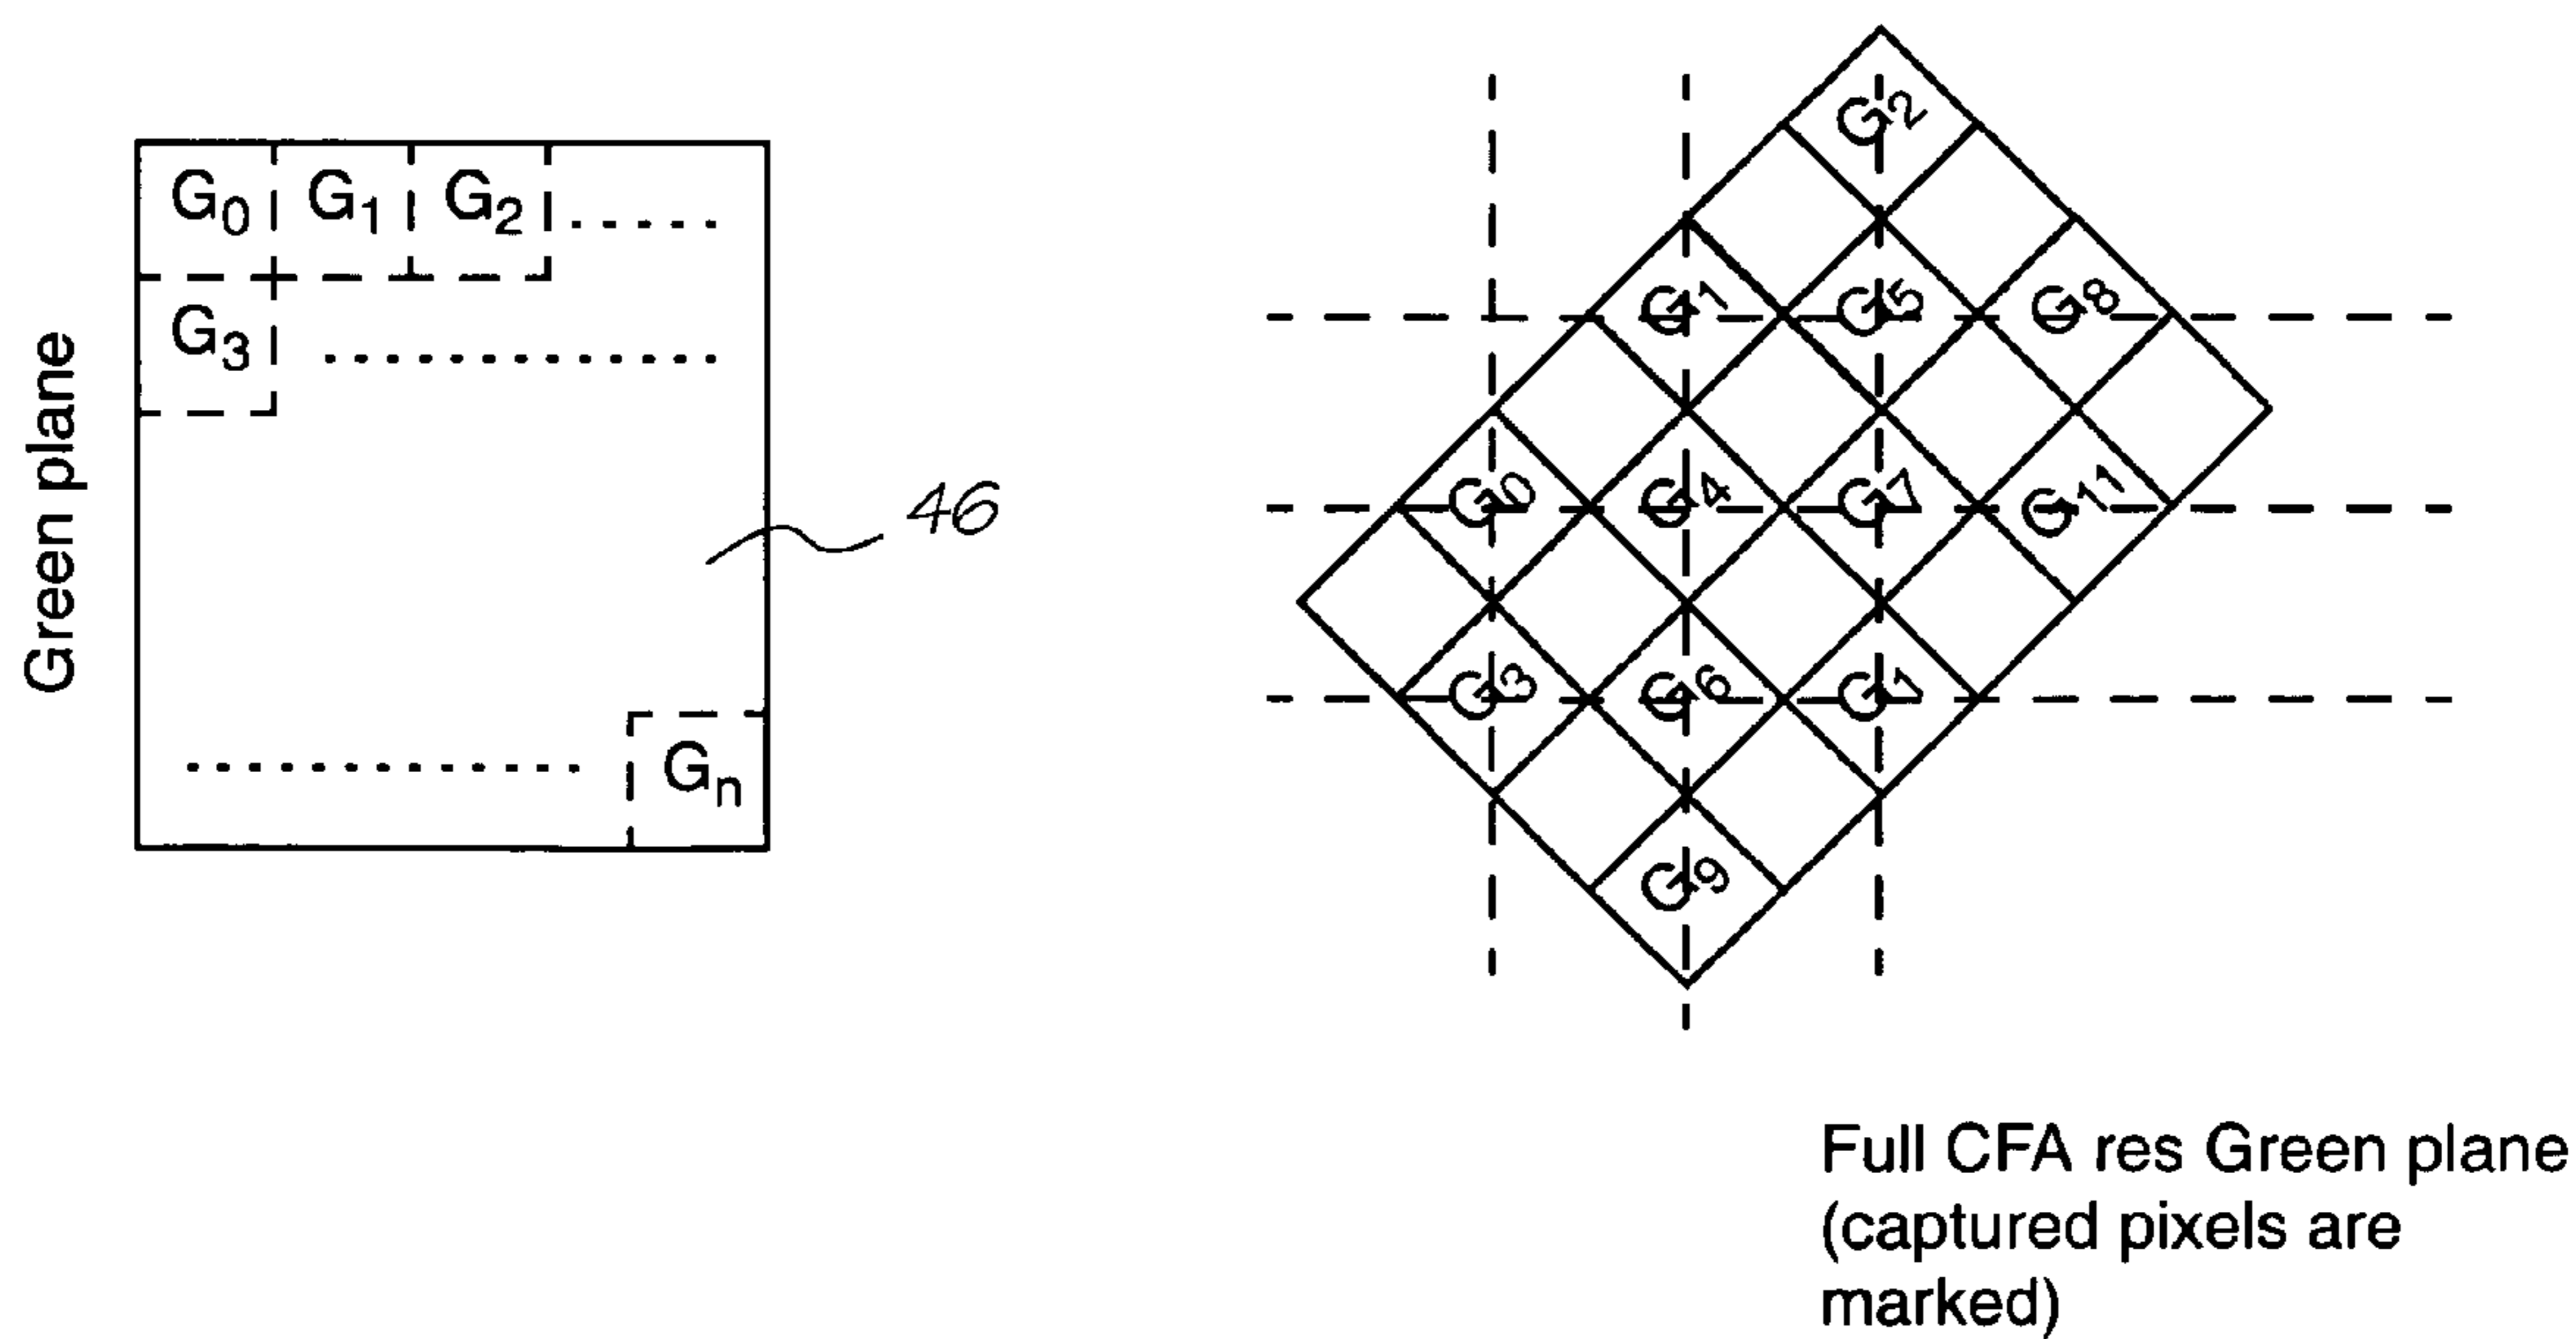 Green plane
G0 G1 G2 .....
G3 .............
46
............. Gn
G2
G1 G5 G8
G0 G4 G7 G11
G3 G6 G1
G9
Full CFA res Green plane
(captured pixels are
marked)